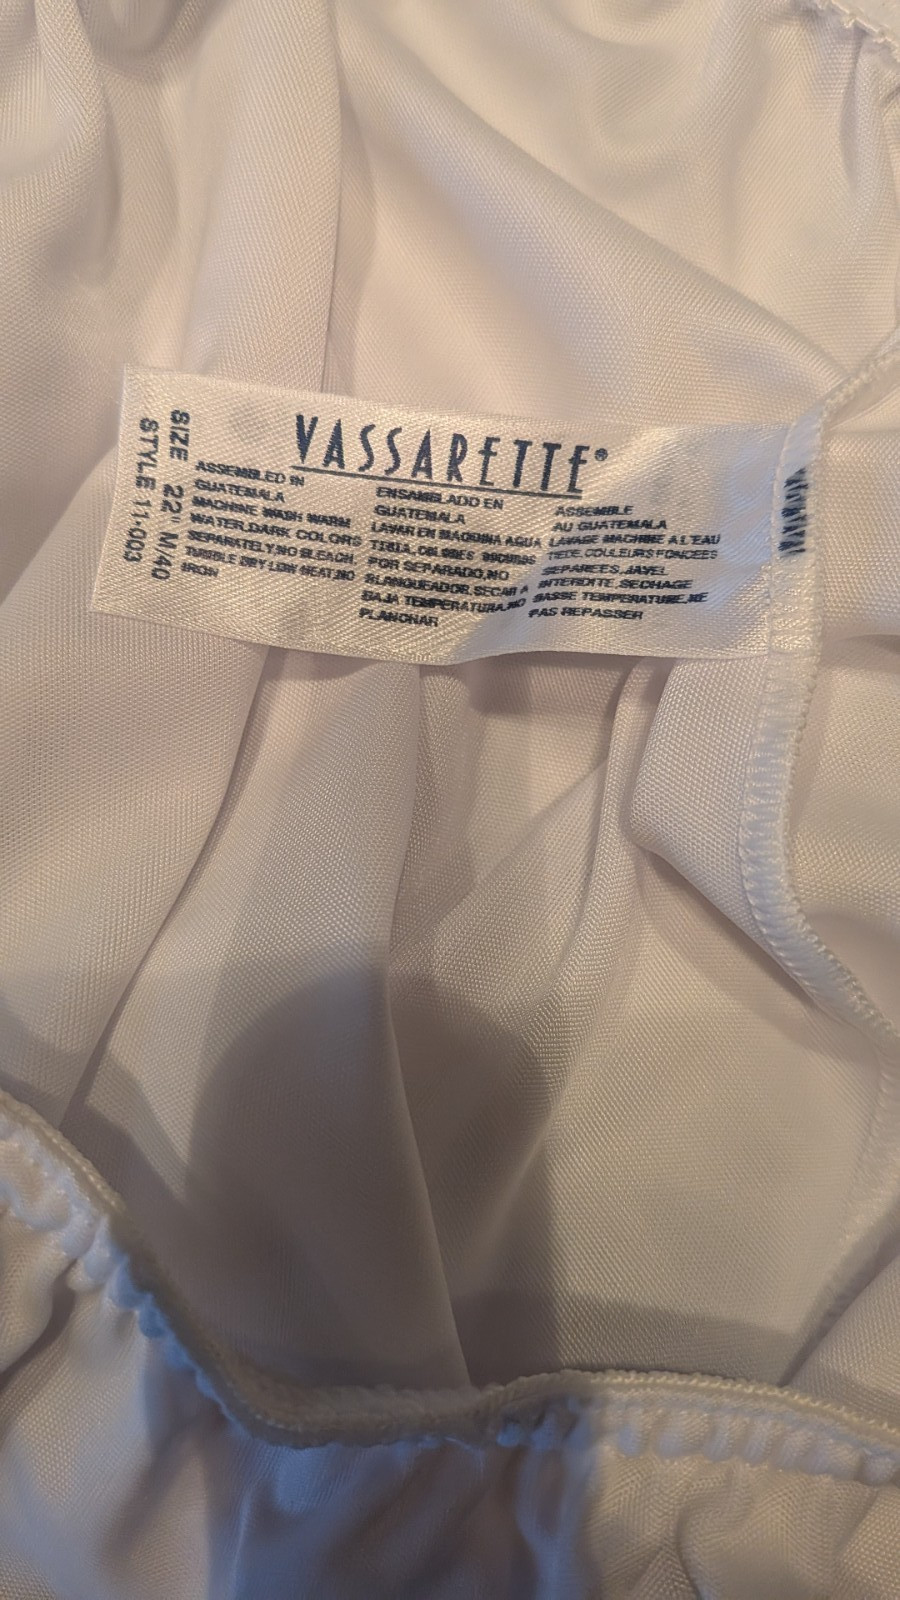 VASSARETTE®
SIZE 22" M/40
STYLE 11-003
ASSEMBLED IN
GUATEMALA
MACHINE WASH WARM
WATER,DARK COLORS
SEPARATELY,NO BLEACH,
TUMBLE DRY LOW HEAT,NO
IRON
ENSAMBLADO EN
GUATEMALA
LAVAR EN MAQUINA AGUA
TIBIA, COLORES OSCUROS
POR SEPARADO,NO
BLANQUEADOR,SECAR A
BAJA TEMPERATURA,NO
PLANCHAR
ASSEMBLE
AU GUATEMALA
LAVAGE MACHINE A L'EAU
TIEDE,COULEURS FONCEES
SEPAREES,JAVEL
INTERDITE,SECHAGE
BASSE TEMPERATURE,NE
PAS REPASSER